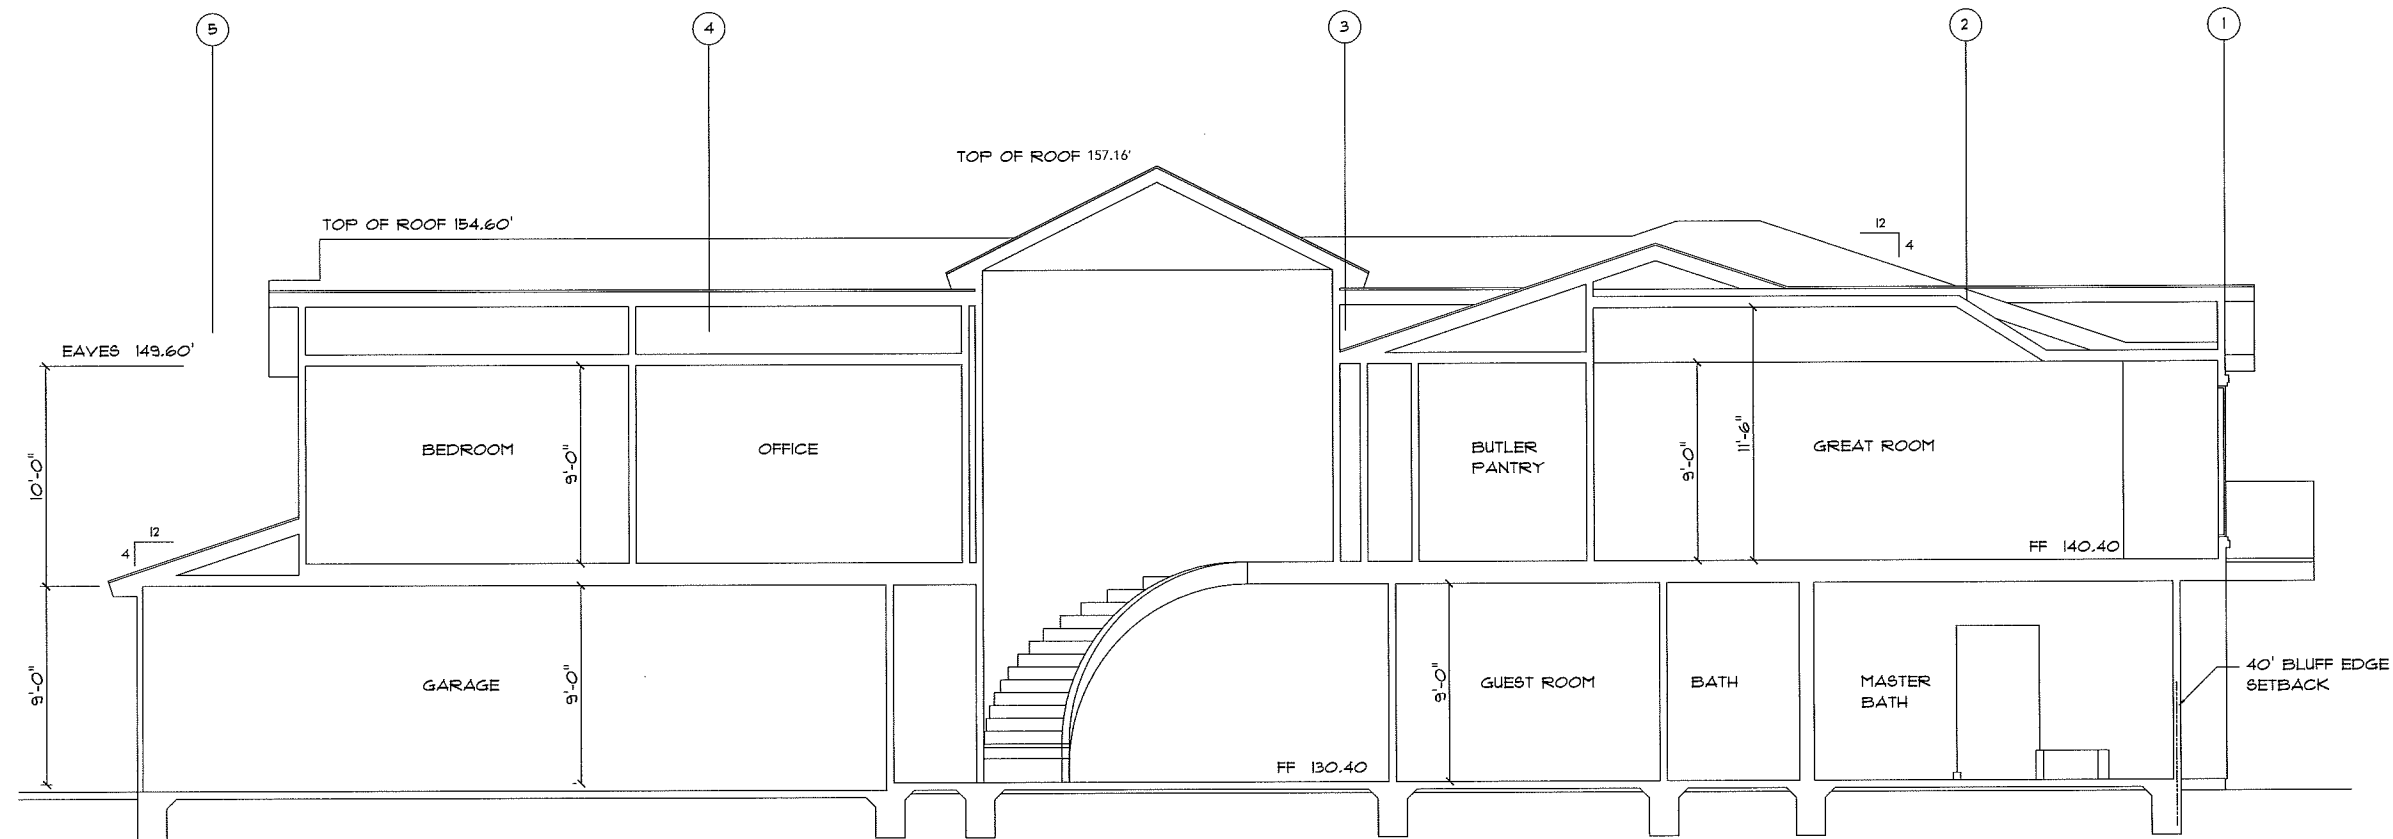 5
4
3
2
1
TOP OF ROOF 157.16'
TOP OF ROOF 154.60'
12
4
EAVES 149.60'
10'-0"
BEDROOM
9'-0"
OFFICE
BUTLER
PANTRY
9'-0"
11'-6"
GREAT ROOM
12
4
FF 140.40
9'-0"
GARAGE
9'-0"
9'-0"
GUEST ROOM
BATH
MASTER
BATH
40' BLUFF EDGE
SETBACK
FF 130.40